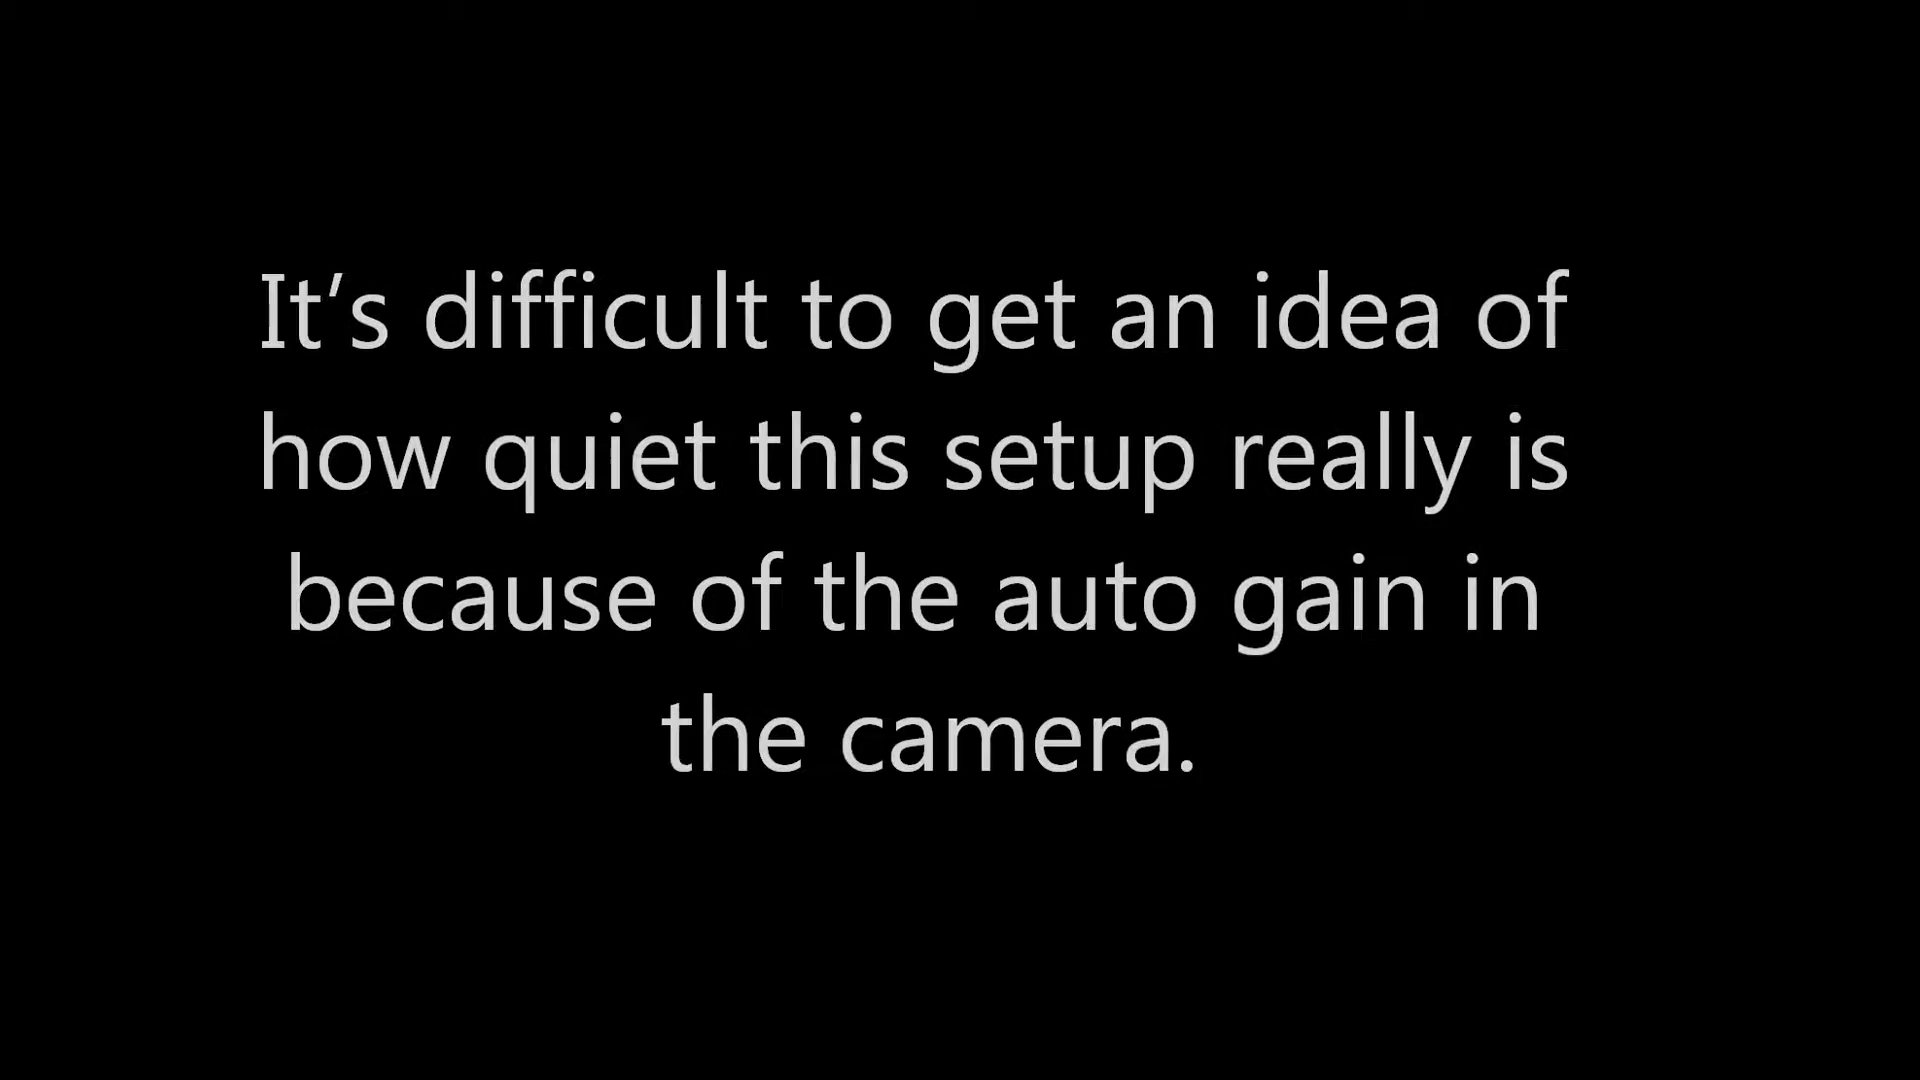 It’s difficult to get an idea of
how quiet this setup really is
because of the auto gain in
the camera.